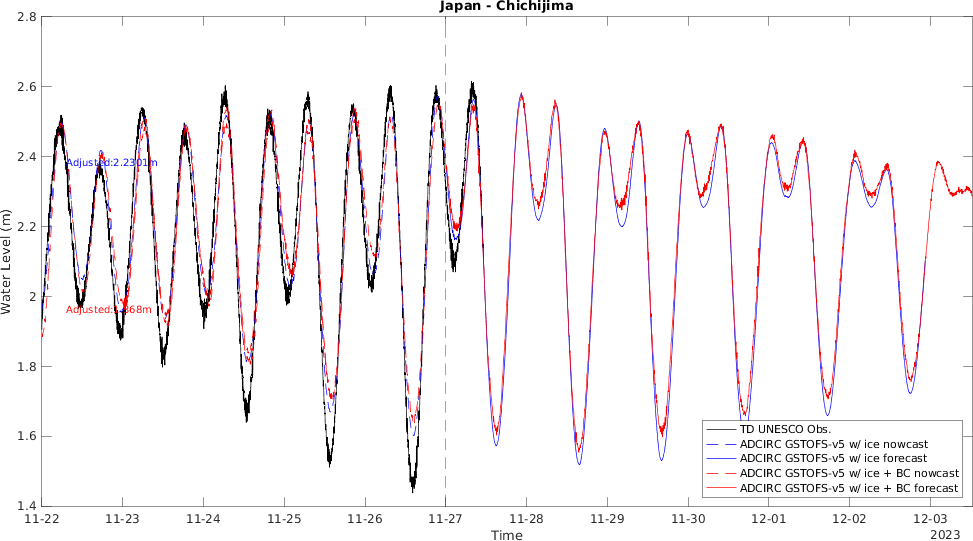 Japan - Chichijima
2.8
2.6
2.4
2.2
2
1.8
1.6
1.4
Water Level (m)
Adjusted:2.2301m
TD UNESCO Obs.
ADCIRC GSTOFS-v5 w/ ice nowcast
ADCIRC GSTOFS-v5 w/ ice forecast
ADCIRC GSTOFS-v5 w/ ice + BC nowcast
ADCIRC GSTOFS-v5 w/ ice + BC forecast
11-22 11-23 11-24 11-25 11-26 11-27 11-28 11-29 11-30 12-01 12-02 12-03
2023
Time